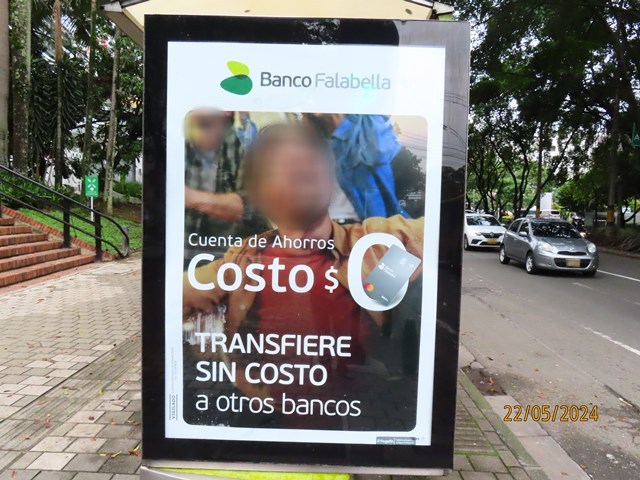 Banco Falabella
Cuenta de Ahorros
Costo $0
TRANSFIERE
SIN COSTO
a otros bancos
22/05/2024